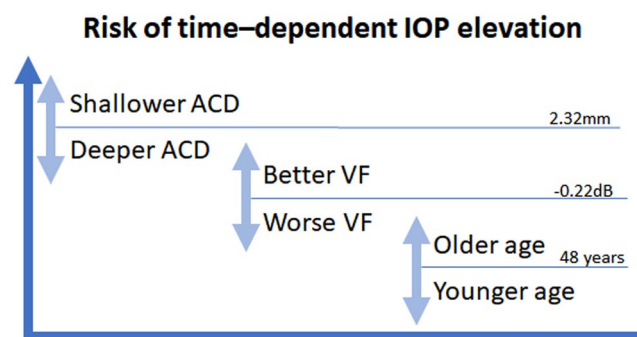 Risk of time–dependent IOP elevation
Shallower ACD
2.32mm
Deeper ACD
Better VF
-0.22dB
Worse VF
Older age
48 years
Younger age